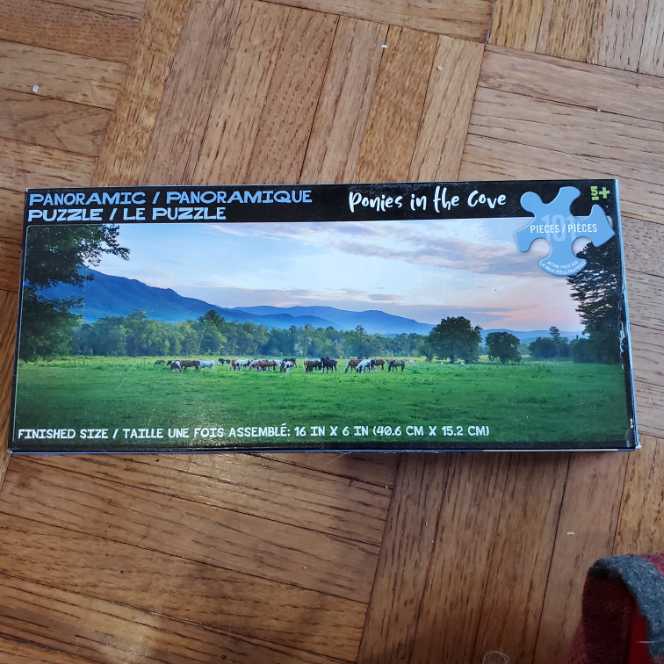 PANORAMIC / PANORAMIQUE
PUZZLE / LE PUZZLE
Ponies in the Cove
5+
101
PIECES / PIÈCES
FINISHED SIZE / TAILLE UNE FOIS ASSEMBLÉ: 16 IN X 6 IN (40.6 CM X 15.2 CM)